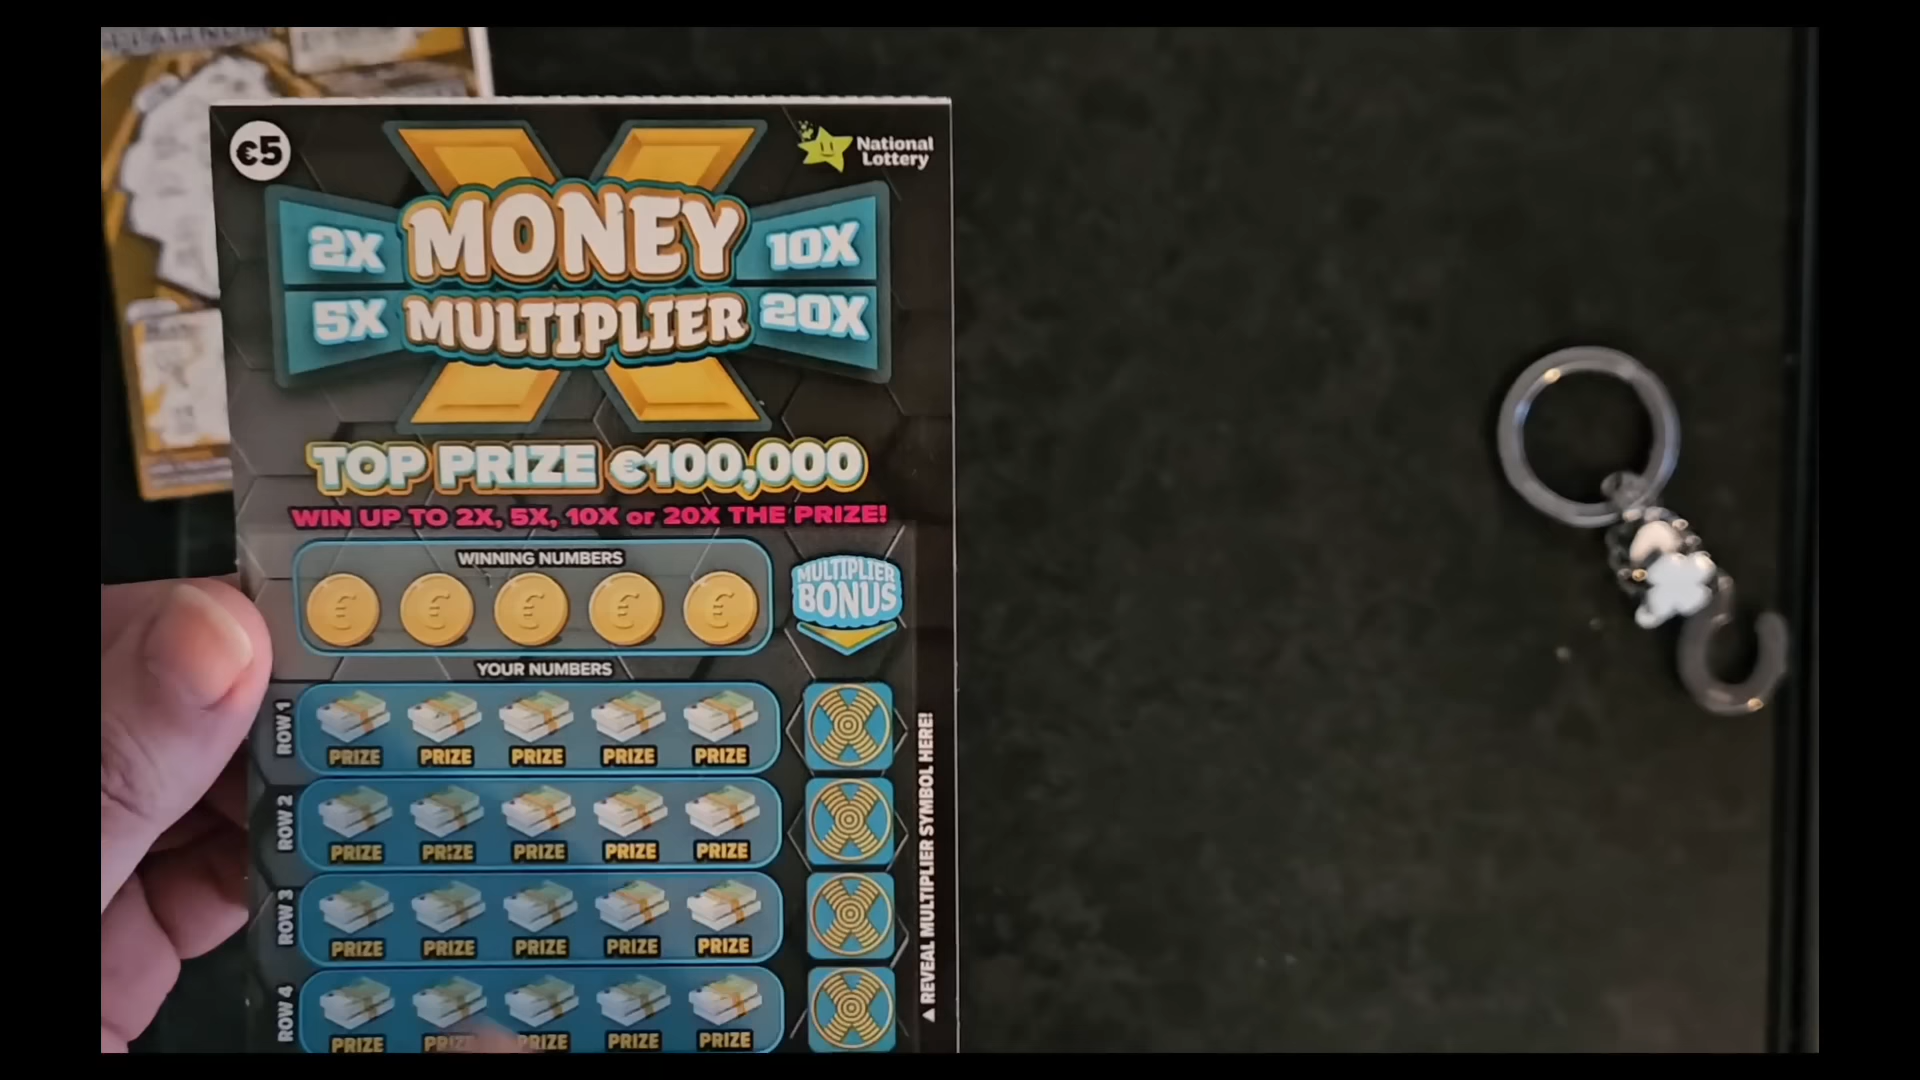 €5
National
Lottery
2X MONEY 10X
5X MULTIPLIER 20X
TOP PRIZE €100,000
WIN UP TO 2X, 5X, 10X or 20X THE PRIZE!
WINNING NUMBERS
€ € € € €
MULTIPLIER
BONUS
YOUR NUMBERS
ROW 1
PRIZE PRIZE PRIZE PRIZE PRIZE
ROW 2
PRIZE PRIZE PRIZE PRIZE PRIZE
ROW 3
PRIZE PRIZE PRIZE PRIZE PRIZE
ROW 4
PRIZE PRIZE PRIZE PRIZE PRIZE
▲ REVEAL MULTIPLIER SYMBOL HERE!